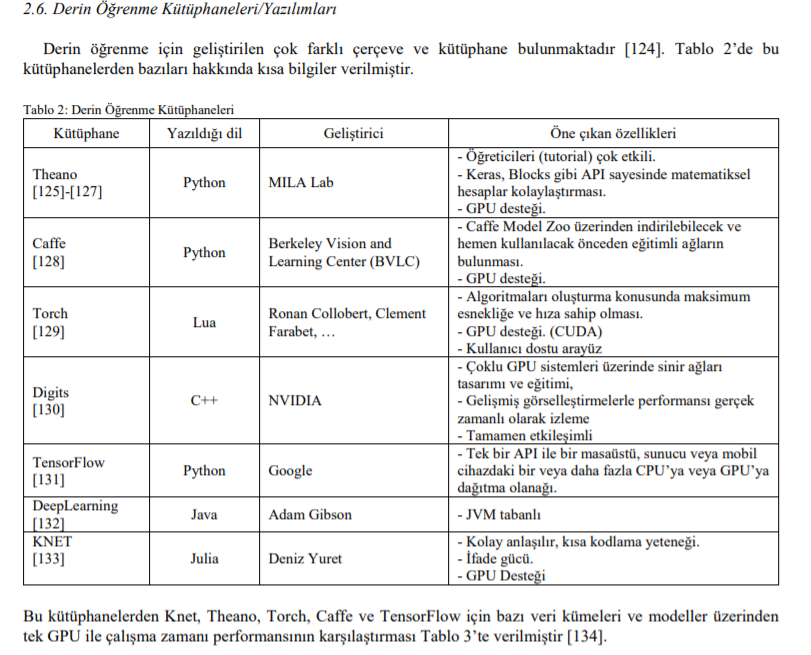 2.6. Derin Öğrenme Kütüphaneleri/Yazılımları
Derin öğrenme için geliştirilen çok farklı çerçeve ve kütüphane bulunmaktadır [124]. Tablo 2’de bu
kütüphanelerden bazıları hakkında kısa bilgiler verilmiştir.
Tablo 2: Derin Öğrenme Kütüphaneleri
Kütüphane Yazıldığı dil Geliştirici Öne çıkan özellikleri
Theano
[125]-[127]
Python
MILA Lab
- Öğreticileri (tutorial) çok etkili.
- Keras, Blocks gibi API sayesinde matematiksel
hesaplar kolaylaştırması.
- GPU desteği.
Caffe
[128]
Python
Berkeley Vision and
Learning Center (BVLC)
- Caffe Model Zoo üzerinden indirilebilecek ve
hemen kullanılacak önceden eğitimli ağların
bulunması.
- GPU desteği.
Torch
[129]
Lua
Ronan Collobert, Clement
Farabet, …
- Algoritmaları oluşturma konusunda maksimum
esnekliğe ve hıza sahip olması.
- GPU desteği. (CUDA)
- Kullanıcı dostu arayüz
Digits
[130]
C++
NVIDIA
- Çoklu GPU sistemleri üzerinde sinir ağları
tasarımı ve eğitimi,
- Gelişmiş görselleştirmelerle performansı gerçek
zamanlı olarak izleme
- Tamamen etkileşimli
TensorFlow
[131]
Python
Google
- Tek bir API ile bir masaüstü, sunucu veya mobil
cihazdaki bir veya daha fazla CPU’ya veya GPU’ya
dağıtma olanağı.
DeepLearning
[132]
Java
Adam Gibson
- JVM tabanlı
KNET
[133]
Julia
Deniz Yuret
- Kolay anlaşılır, kısa kodlama yeteneği.
- İfade gücü.
- GPU Desteği
Bu kütüphanelerden Knet, Theano, Torch, Caffe ve TensorFlow için bazı veri kümeleri ve modeller üzerinden
tek GPU ile çalışma zamanı performansının karşılaştırması Tablo 3’te verilmiştir [134].